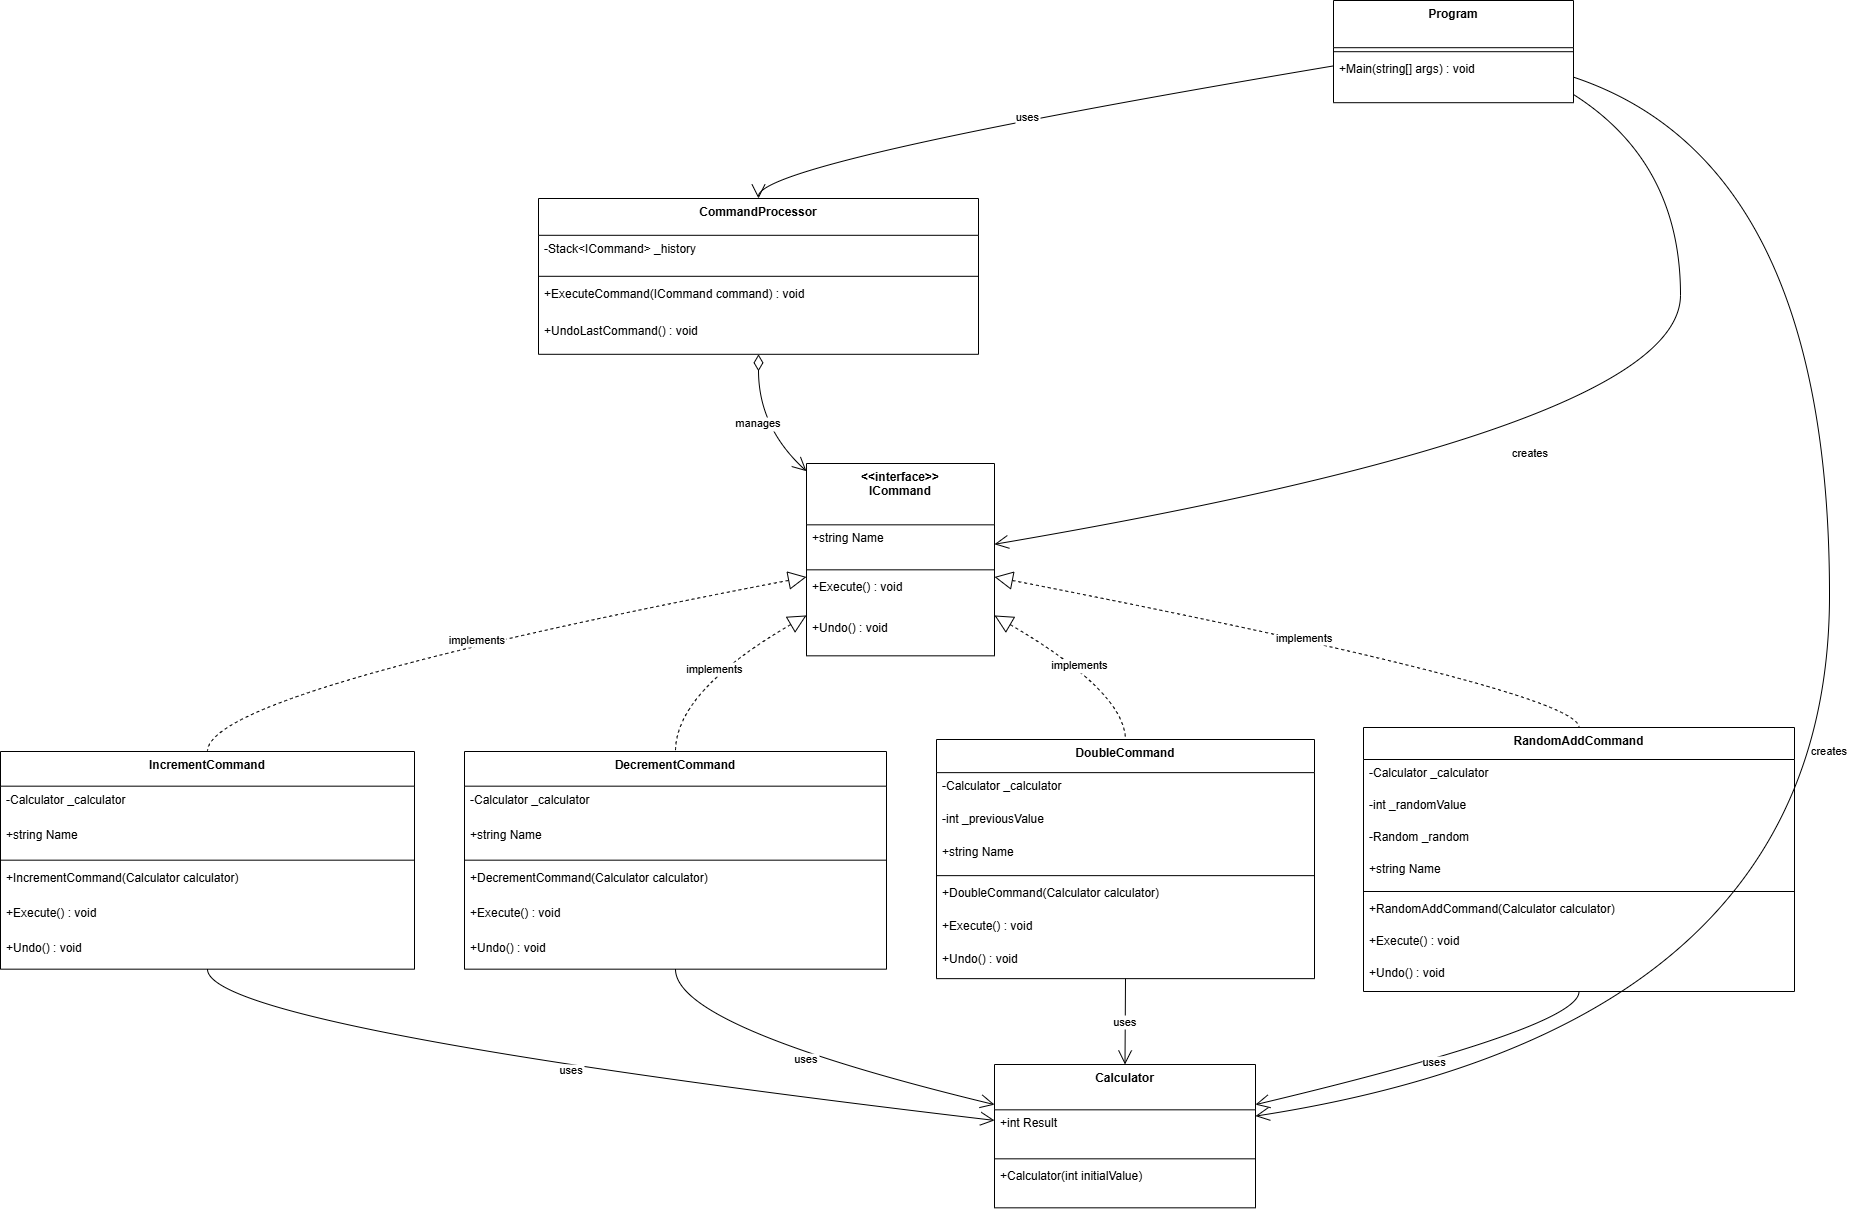 Program
+Main(string[] args) : void
uses
CommandProcessor
-Stack<ICommand> _history
+ExecuteCommand(ICommand command) : void
+UndoLastCommand() : void
manages
creates
<<interface>>
ICommand
+string Name
+Execute() : void
+Undo() : void
implements
implements
implements
implements
IncrementCommand
-Calculator _calculator
+string Name
+IncrementCommand(Calculator calculator)
+Execute() : void
+Undo() : void
DecrementCommand
-Calculator _calculator
+string Name
+DecrementCommand(Calculator calculator)
+Execute() : void
+Undo() : void
DoubleCommand
-Calculator _calculator
-int _previousValue
+string Name
+DoubleCommand(Calculator calculator)
+Execute() : void
+Undo() : void
RandomAddCommand
-Calculator _calculator
-int _randomValue
-Random _random
+string Name
+RandomAddCommand(Calculator calculator)
+Execute() : void
+Undo() : void
creates
uses
uses
uses
uses
Calculator
+int Result
+Calculator(int initialValue)